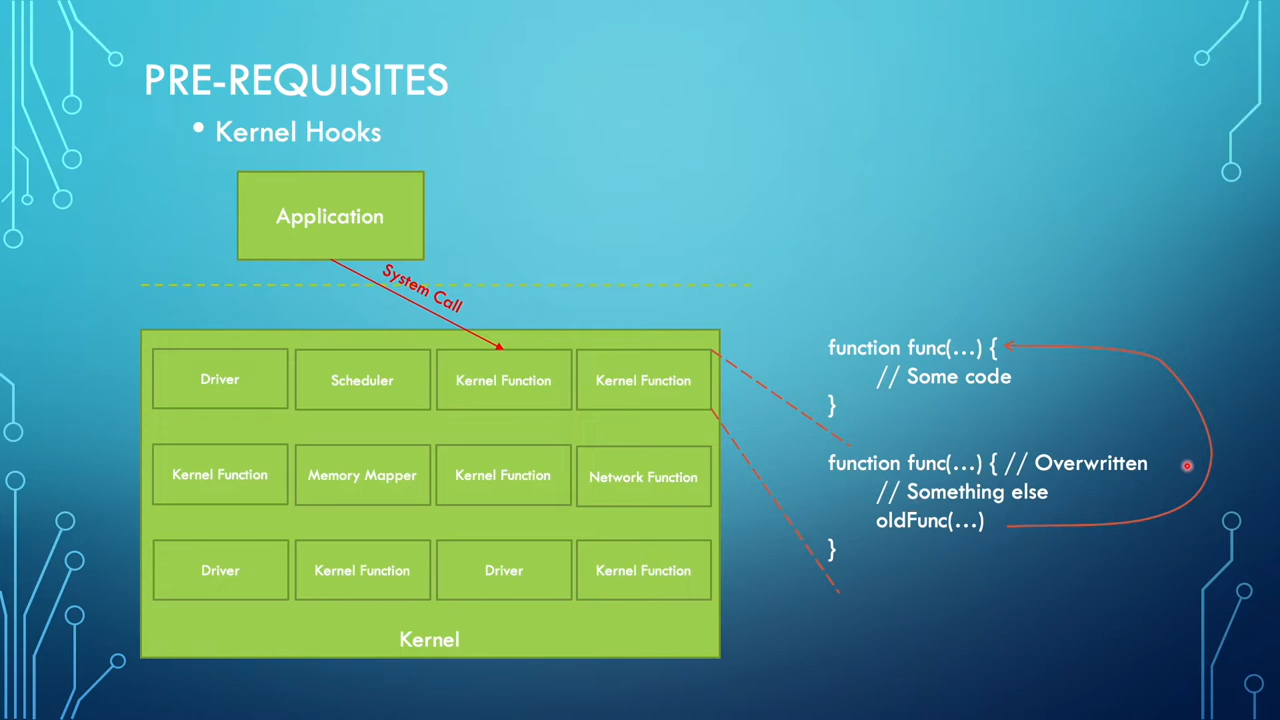 PRE-REQUISITES
• Kernel Hooks
Application
System Call
Driver
Scheduler
Kernel Function
Kernel Function
Kernel Function
Memory Mapper
Kernel Function
Network Function
Driver
Kernel Function
Driver
Kernel Function
Kernel
function func(...) {
// Some code
}
function func(...) { // Overwritten
// Something else
oldFunc(...)
}